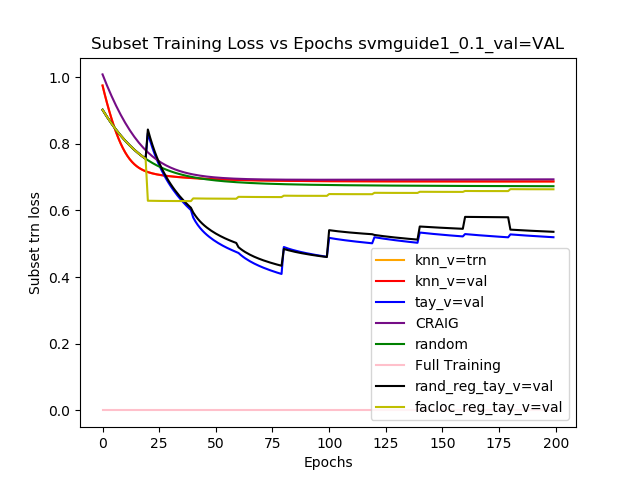 Subset Training Loss vs Epochs svmguide1_0.1_val=VAL
Subset trn loss
1.0
0.8
0.6
0.4
0.2
0.0
knn_v=trn
knn_v=val
tay_v=val
CRAIG
random
Full Training
rand_reg_tay_v=val
facloc_reg_tay_v=val
0 25 50 75 100 125 150 175 200
Epochs